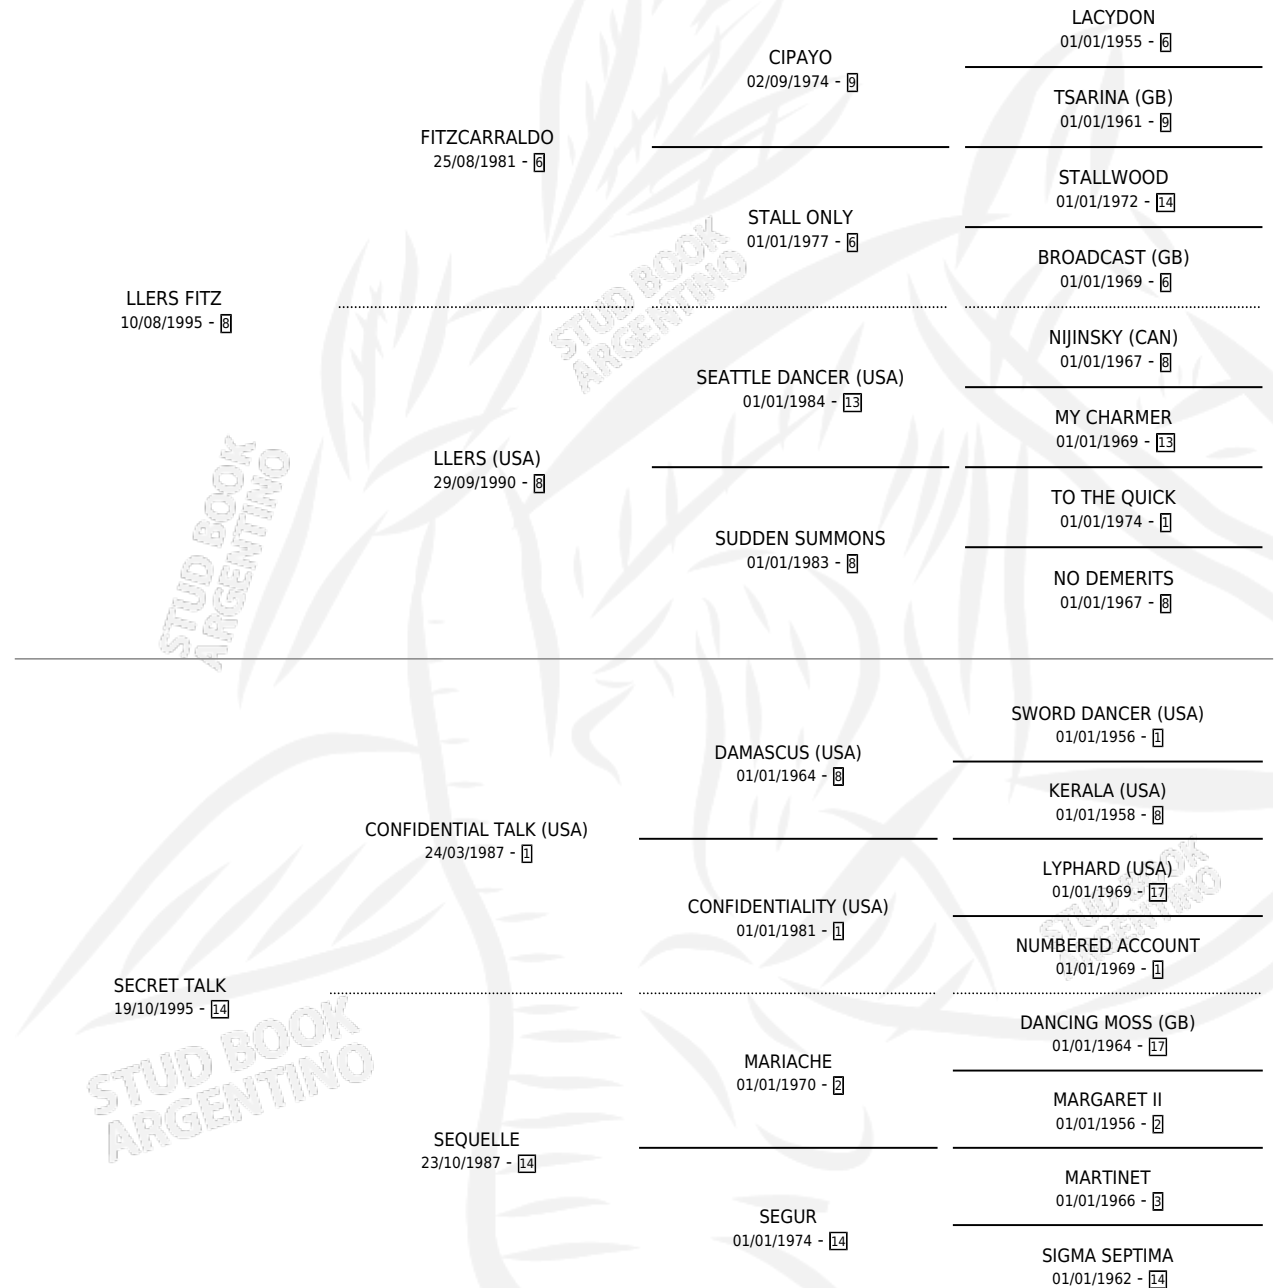 LACYDON
01/01/1955 - 6
CIPAYO
02/09/1974 - 9
TSARINA (GB)
01/01/1961 - 9
FITZCARRALDO
25/08/1981 - 6
STALLWOOD
01/01/1972 - 14
STALL ONLY
01/01/1977 - 6
BROADCAST (GB)
01/01/1969 - 6
LLERS FITZ
10/08/1995 - 8
NIJINSKY (CAN)
01/01/1967 - 8
SEATTLE DANCER (USA)
01/01/1984 - 13
MY CHARMER
01/01/1969 - 13
LLERS (USA)
29/09/1990 - 8
TO THE QUICK
01/01/1974 - 1
SUDDEN SUMMONS
01/01/1983 - 8
NO DEMERITS
01/01/1967 - 8
STUD BOOK
ARGENTINO
STUD BOOK
ARGENTINO
SWORD DANCER (USA)
01/01/1956 - 1
DAMASCUS (USA)
01/01/1964 - 8
KERALA (USA)
01/01/1958 - 8
CONFIDENTIAL TALK (USA)
24/03/1987 - 1
LYPHARD (USA)
01/01/1969 - 17
CONFIDENTIALITY (USA)
01/01/1981 - 1
NUMBERED ACCOUNT
01/01/1969 - 1
STUD BOOK
ARGENTINO
SECRET TALK
19/10/1995 - 14
DANCING MOSS (GB)
01/01/1964 - 17
MARIACHE
01/01/1970 - 2
MARGARET II
01/01/1956 - 2
STUD BOOK
ARGENTINO
SEQUELLE
23/10/1987 - 14
MARTINET
01/01/1966 - 3
SEGUR
01/01/1974 - 14
SIGMA SEPTIMA
01/01/1962 - 14